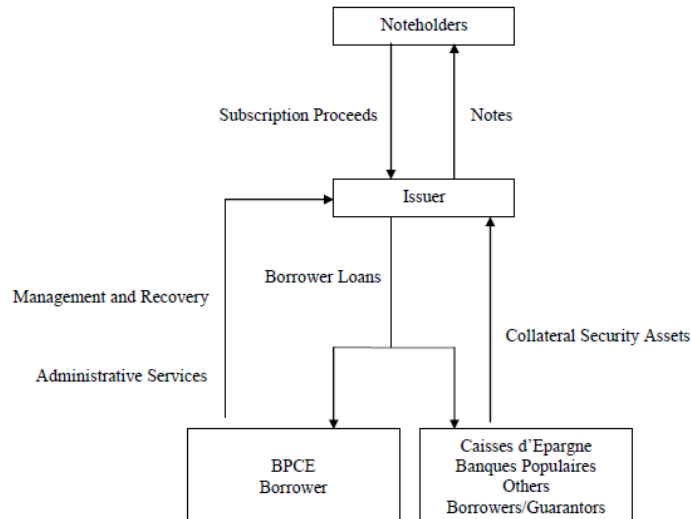 Noteholders
Subscription Proceeds
Notes
Issuer
Borrower Loans
Management and Recovery
Collateral Security Assets
Administrative Services
BPCE
Borrower
Caisses d'Epargne
Banques Populaires
Others
Borrowers/Guarantors